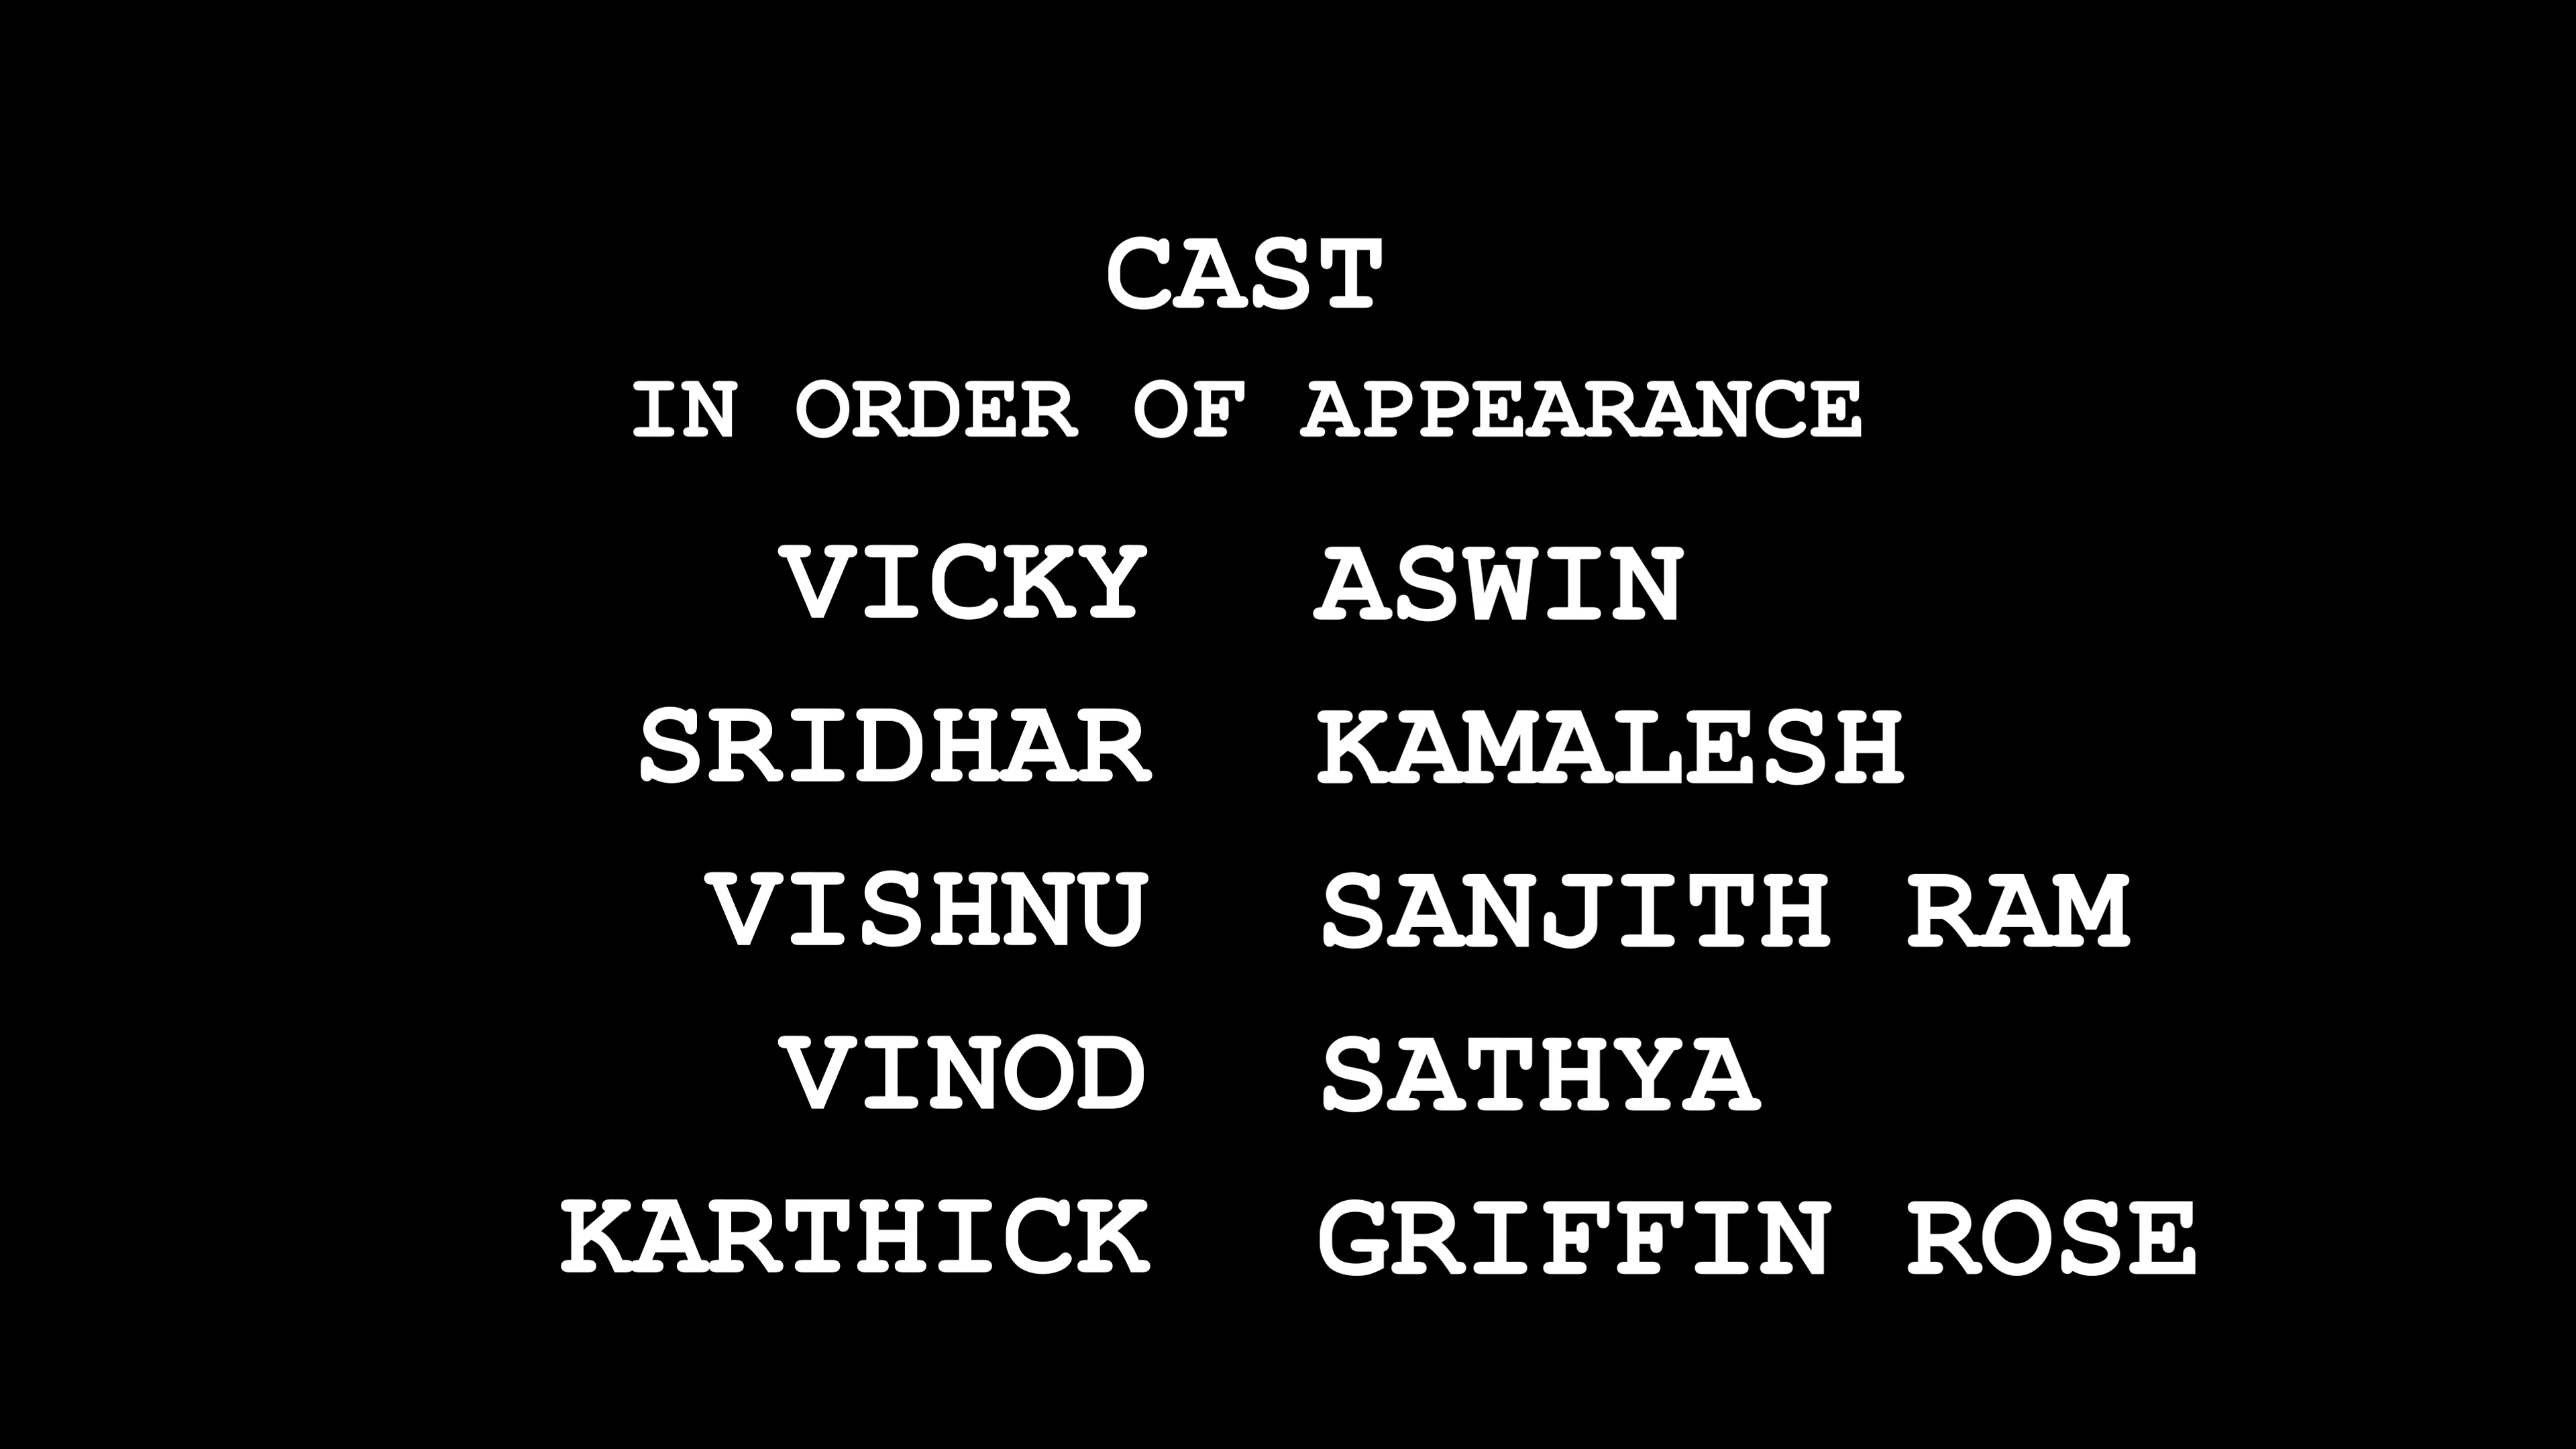 CAST
IN ORDER OF APPEARANCE
VICKY ASWIN
SRIDHAR KAMALESH
VISHNU SANJITH RAM
VINOD SATHYA
KARTHICK GRIFFIN ROSE